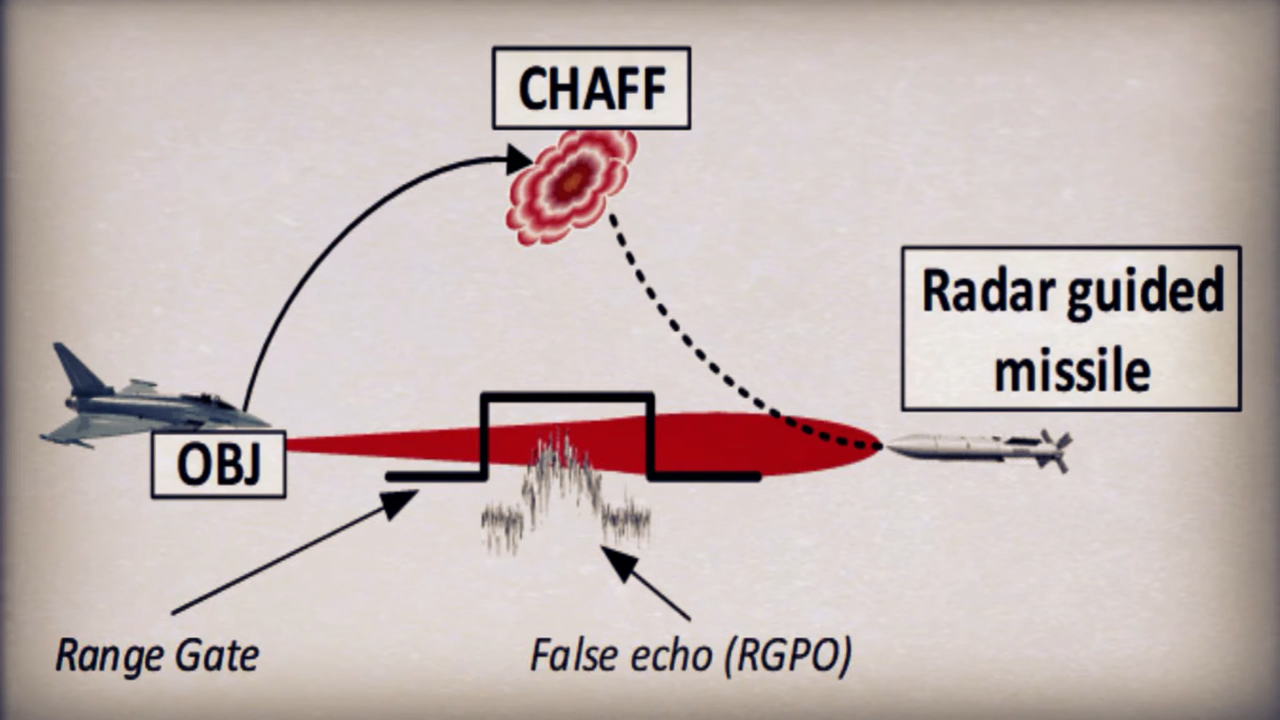 CHAFF
Radar guided
missile
OBJ
Range Gate
False echo (RGPO)